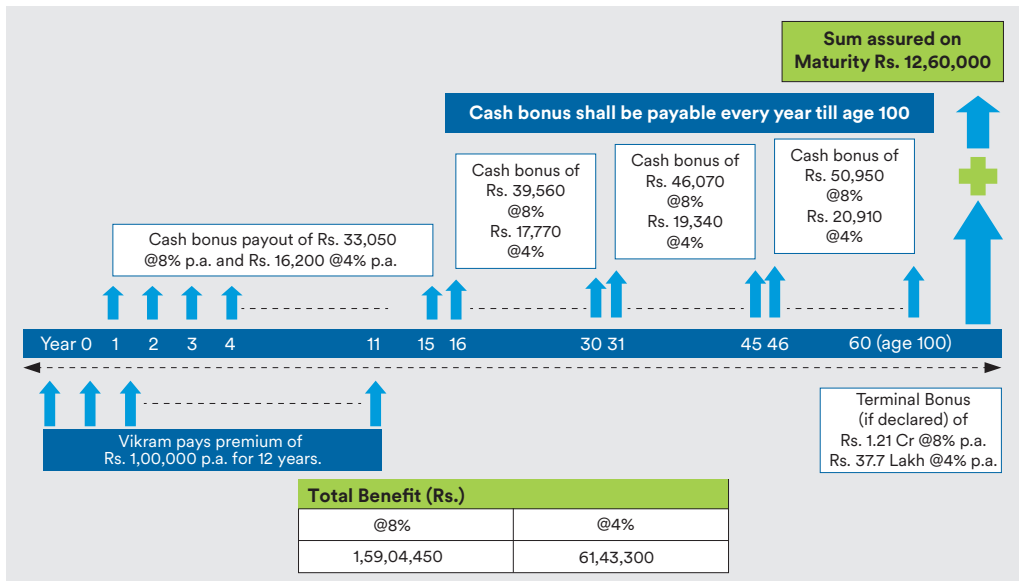 Sum assured on
Maturity Rs. 12,60,000
Cash bonus shall be payable every year till age 100
Cash bonus of
Rs. 39,560
@8%
Rs. 17,770
@4%
Cash bonus of
Rs. 46,070
@8%
Rs. 19,340
@4%
Cash bonus of
Rs. 50,950
@8%
Rs. 20,910
@4%
Cash bonus payout of Rs. 33,050
@8% p.a. and Rs. 16,200 @4% p.a.
Year 0 1 2 3 4 11 15 16 30 31 45 46 60 (age 100)
Vikram pays premium of
Rs. 1,00,000 p.a. for 12 years.
Terminal Bonus
(if declared) of
Rs. 1.21 Cr @8% p.a.
Rs. 37.7 Lakh @4% p.a.
Total Benefit (Rs.)
@8% @4%
1,59,04,450 61,43,300